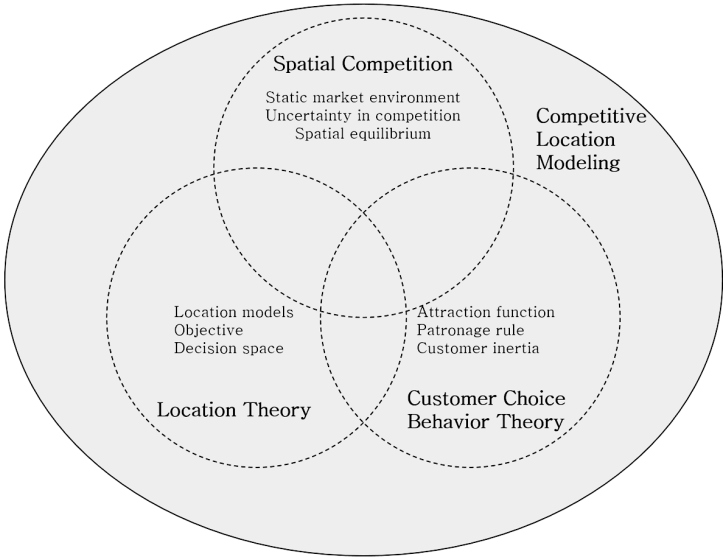 Spatial Competition
Static market environment
Uncertainty in competition
Spatial equilibrium
Competitive
Location
Modeling
Location models
Objective
Decision space
Location Theory
Attraction function
Patronage rule
Customer inertia
Customer Choice
Behavior Theory